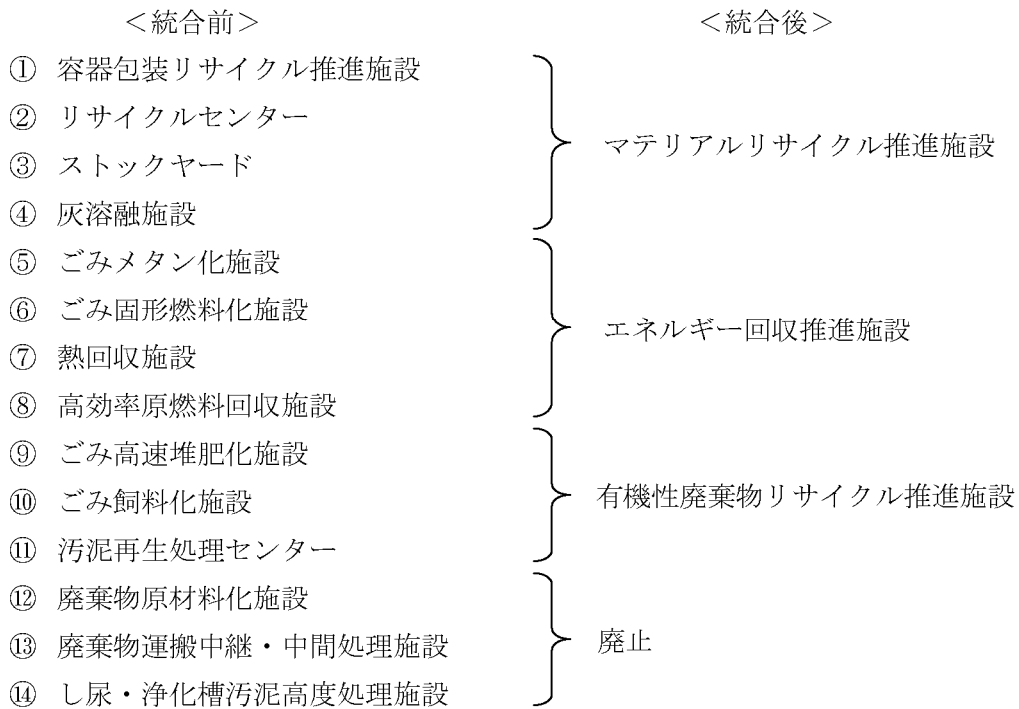 ＜統合前＞ ＜統合後＞
① 容器包装リサイクル推進施設
② リサイクルセンター
マテリアルリサイクル推進施設
③ ストックヤード
④ 灰溶融施設
⑤ ごみメタン化施設
⑥ ごみ固形燃料化施設
エネルギー回収推進施設
⑦ 熱回収施設
⑧ 高効率原燃料回収施設
⑨ ごみ高速堆肥化施設
⑩ ごみ飼料化施設
有機性廃棄物リサイクル推進施設
⑪ 汚泥再生処理センター
⑫ 廃棄物原材料化施設
⑬ 廃棄物運搬中継・中間処理施設
廃止
⑭ し尿・浄化槽汚泥高度処理施設